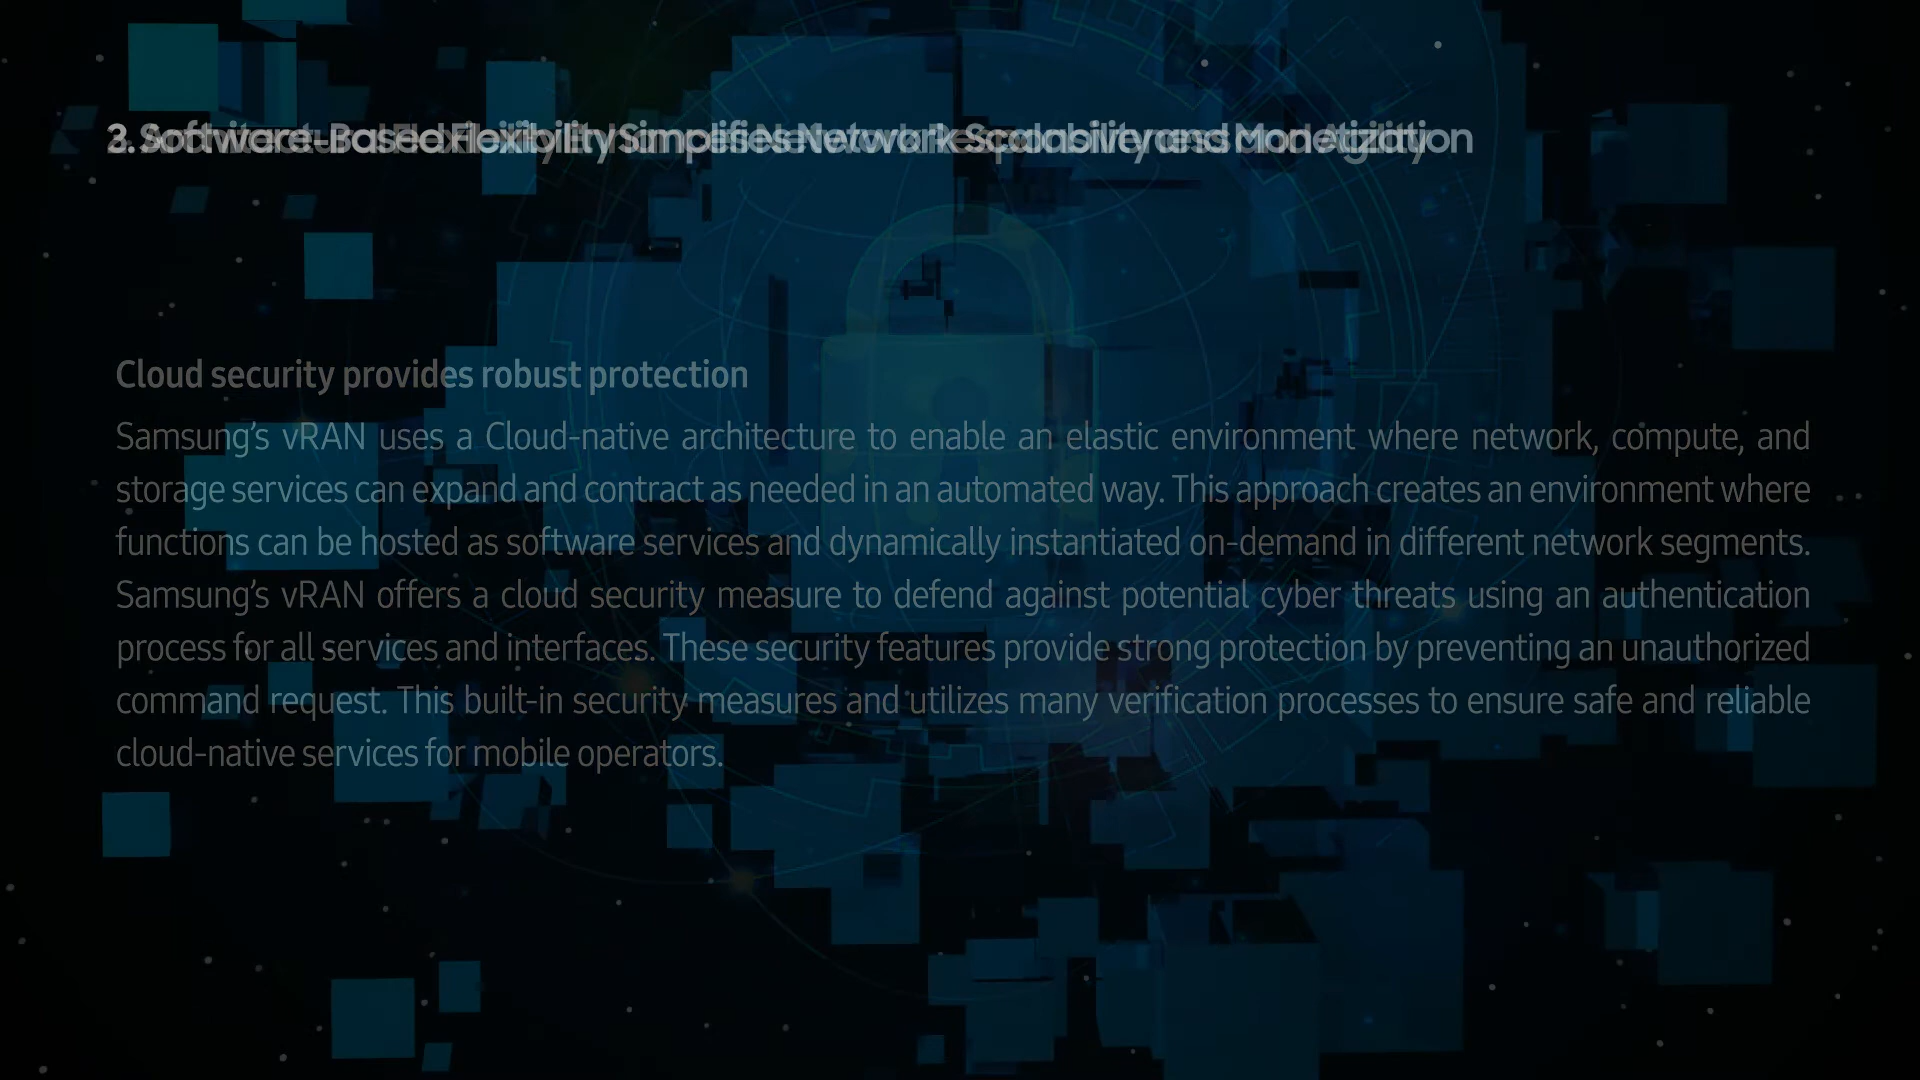 3. Software-Based Flexibility Simplifies Network Scalability and Monetization
Cloud security provides robust protection
Samsung’s vRAN uses a Cloud-native architecture to enable an elastic environment where network, compute, and
storage services can expand and contract as needed in an automated way. This approach creates an environment where
functions can be hosted as software services and dynamically instantiated on-demand in different network segments.
Samsung’s vRAN offers a cloud security measure to defend against potential cyber threats using an authentication
process for all services and interfaces. These security features provide strong protection by preventing an unauthorized
command request. This built-in security measures and utilizes many verification processes to ensure safe and reliable
cloud-native services for mobile operators.